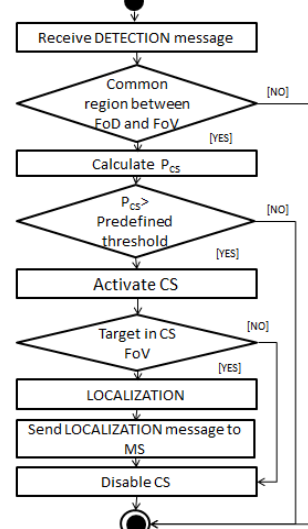 Receive DETECTION message
Common
region between
FoD and FoV
[NO]
[YES]
Calculate Pcs
Pcs>
Predefined
threshold
[NO]
[YES]
Activate CS
Target in CS
FoV
[NO]
[YES]
LOCALIZATION
Send LOCALIZATION message to
MS
Disable CS